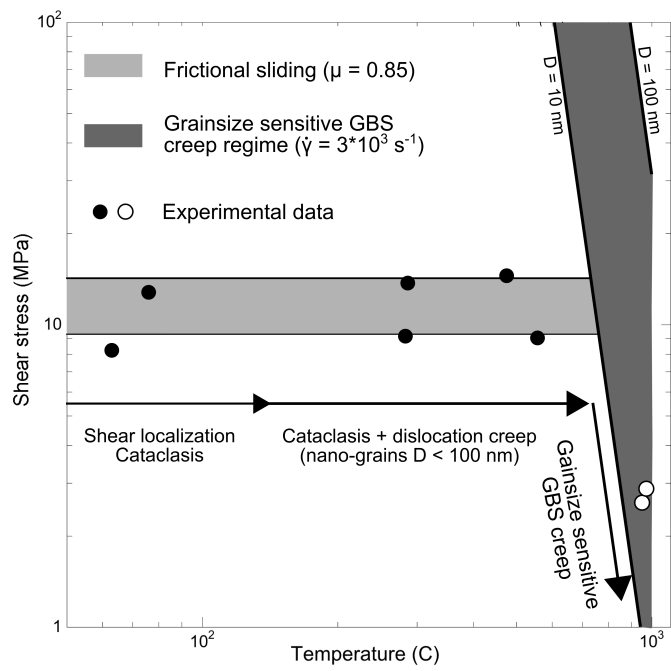 10²
Frictional sliding (μ = 0.85)
Grainsize sensitive GBS
creep regime (γ̇ = 3*10³ s⁻¹)
Experimental data
D = 10 nm
D = 100 nm
10
Shear stress (MPa)
Shear localization
Cataclasis
Cataclasis + dislocation creep
(nano-grains D < 100 nm)
Gainsize sensitive
GBS creep
1
10²
10³
Temperature (C)